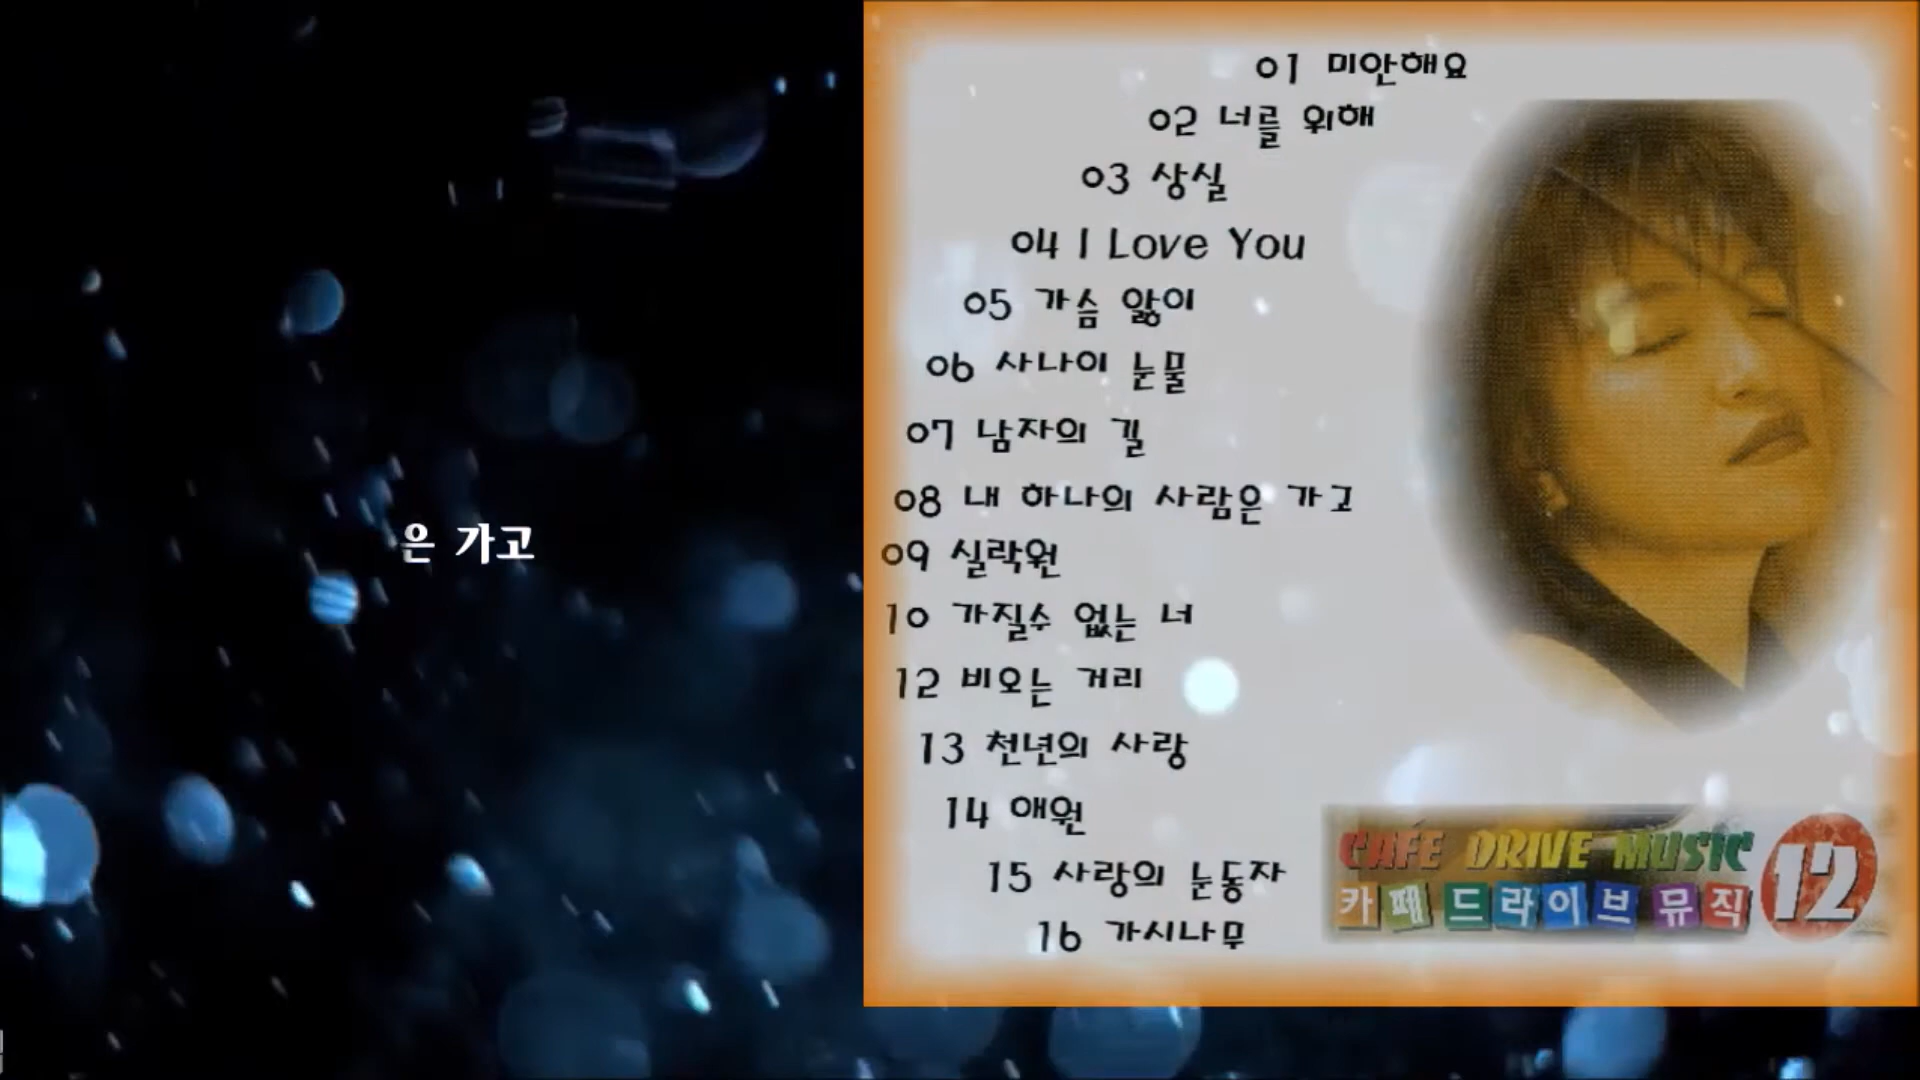 은 가고
01 미안해요
02 너를 위해
03 상실
04 I Love You
05 가슴 앓이
06 사나이 눈물
07 남자의 길
08 내 하나의 사람은 가고
09 실락원
10 가질수 없는 너
12 비오는 거리
13 천년의 사랑
14 애원
15 사랑의 눈동자
16 가시나무
CAFE DRIVE MUSIC
카페 드라이브 뮤직 12